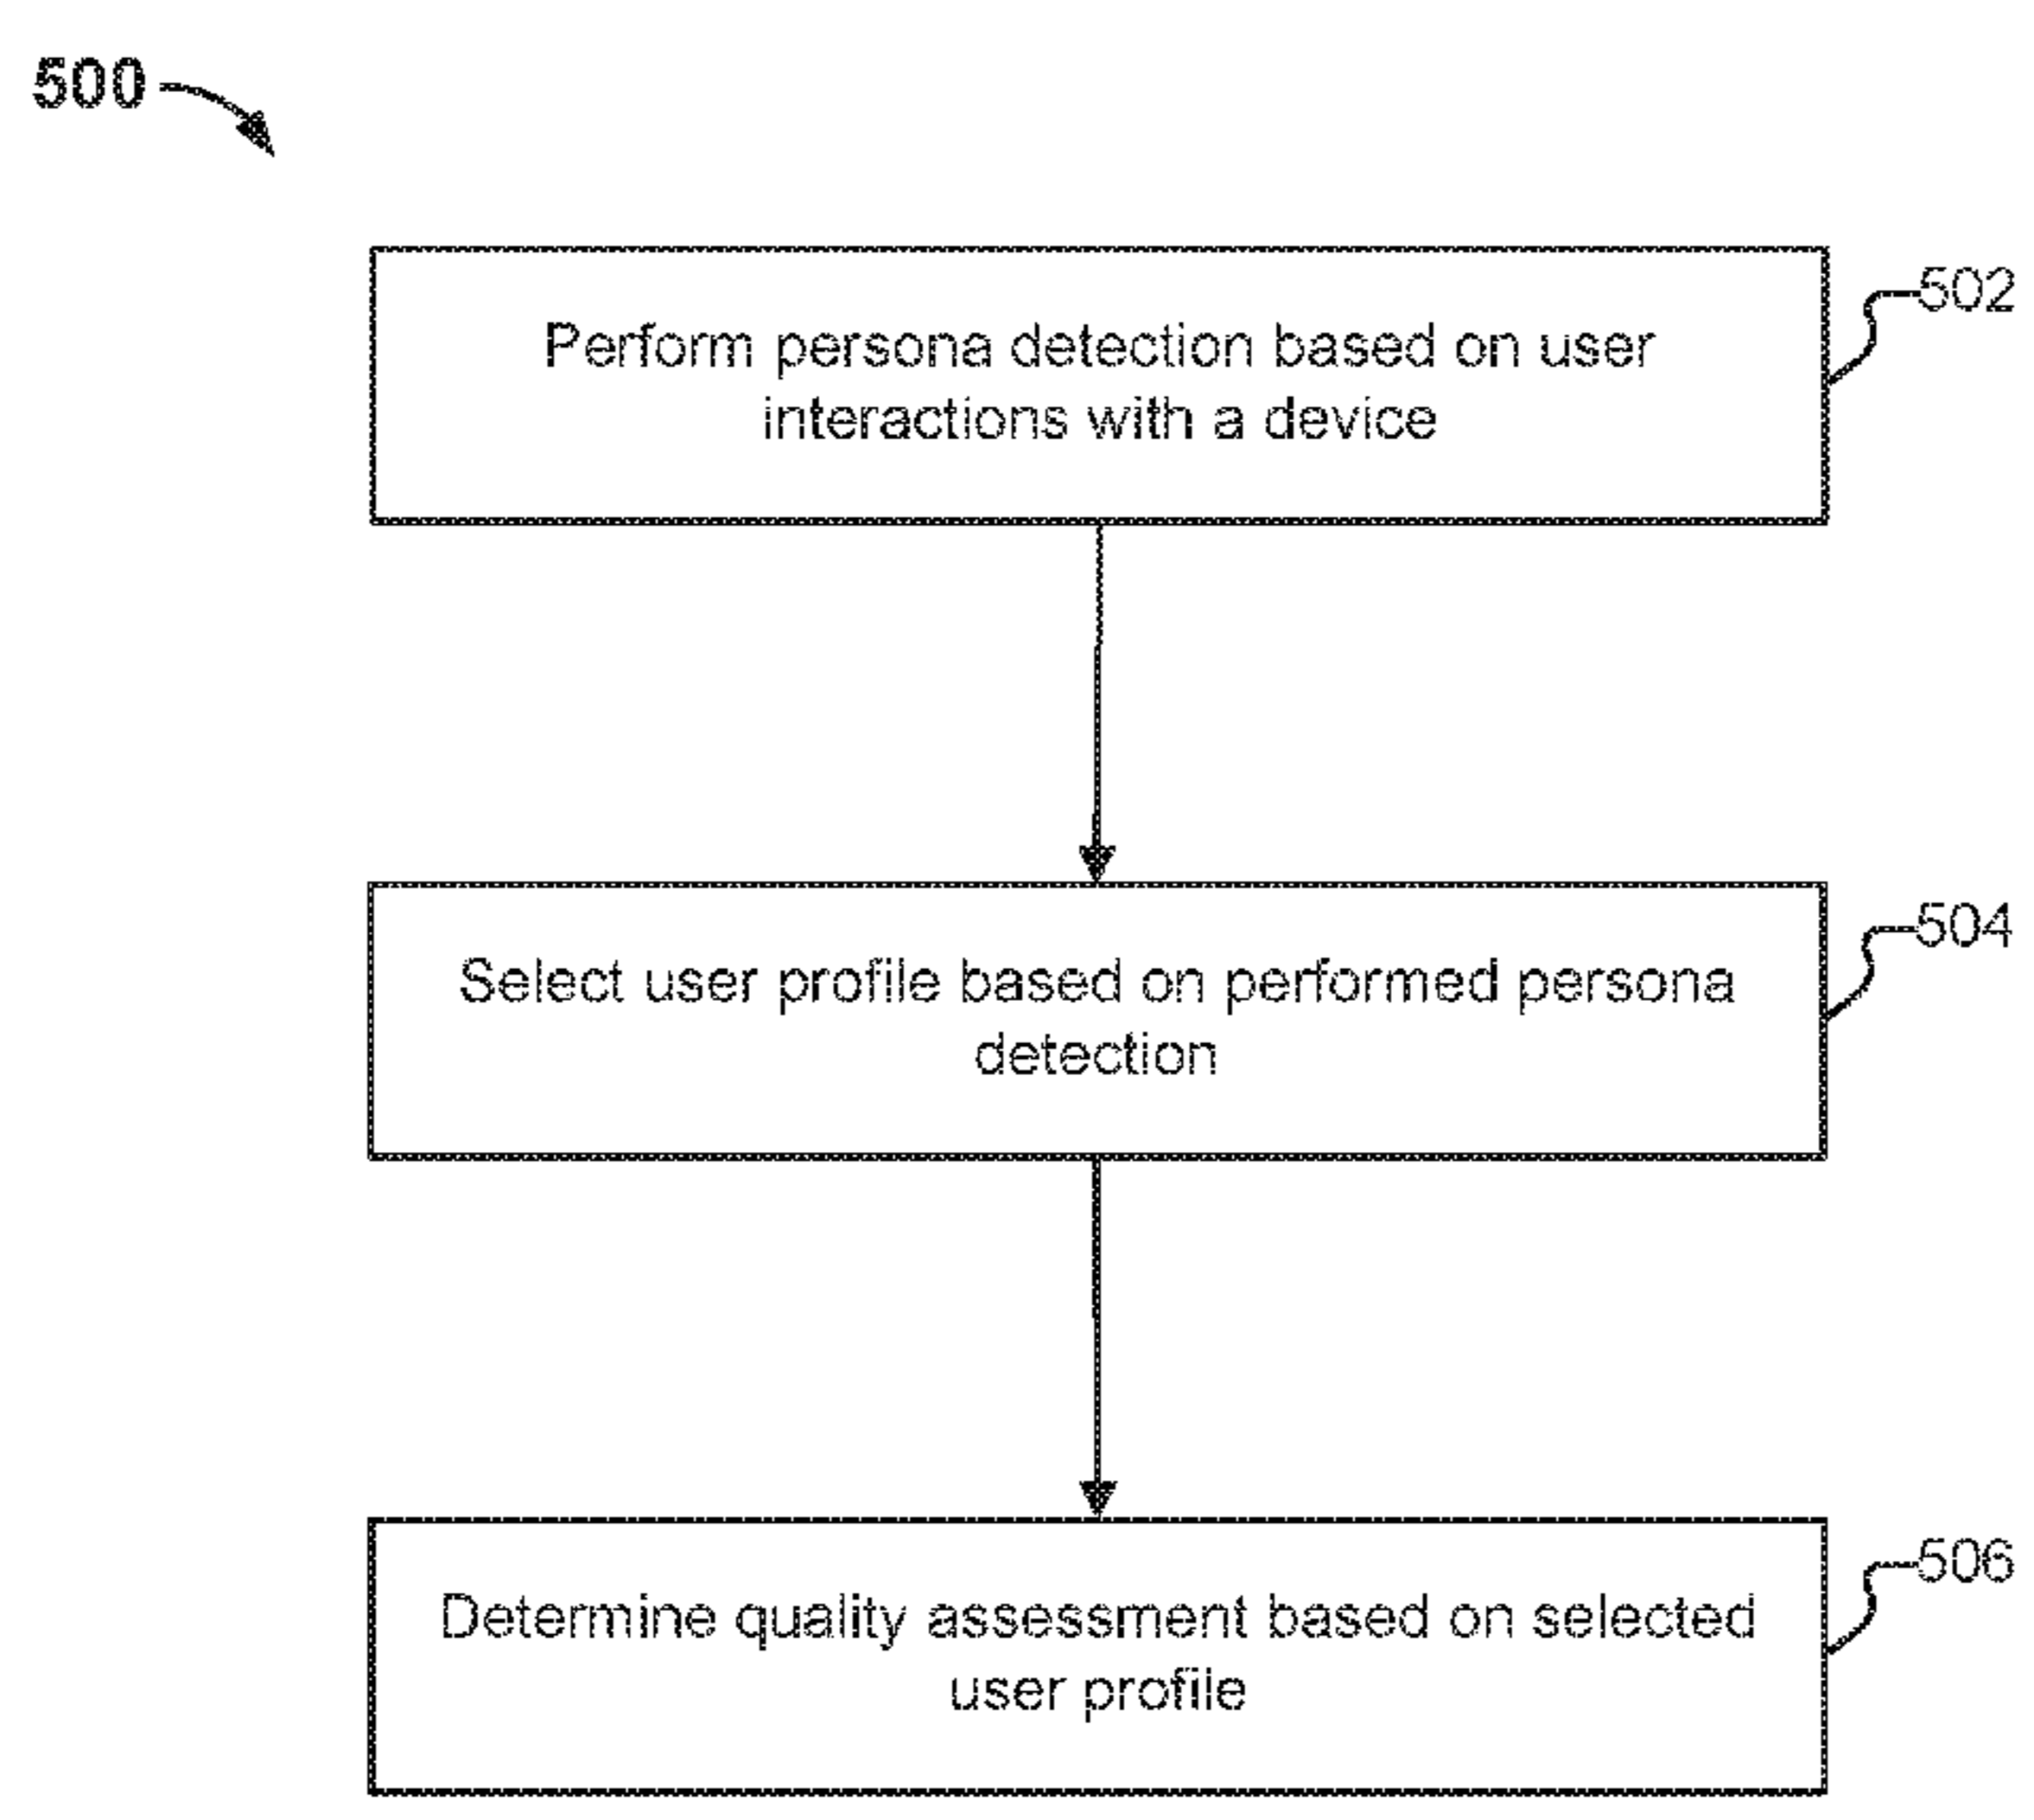 500
Perform persona detection based on user
interactions with a device
502
Select user profile based on performed persona
detection
504
Determine quality assessment based on selected
user profile
506